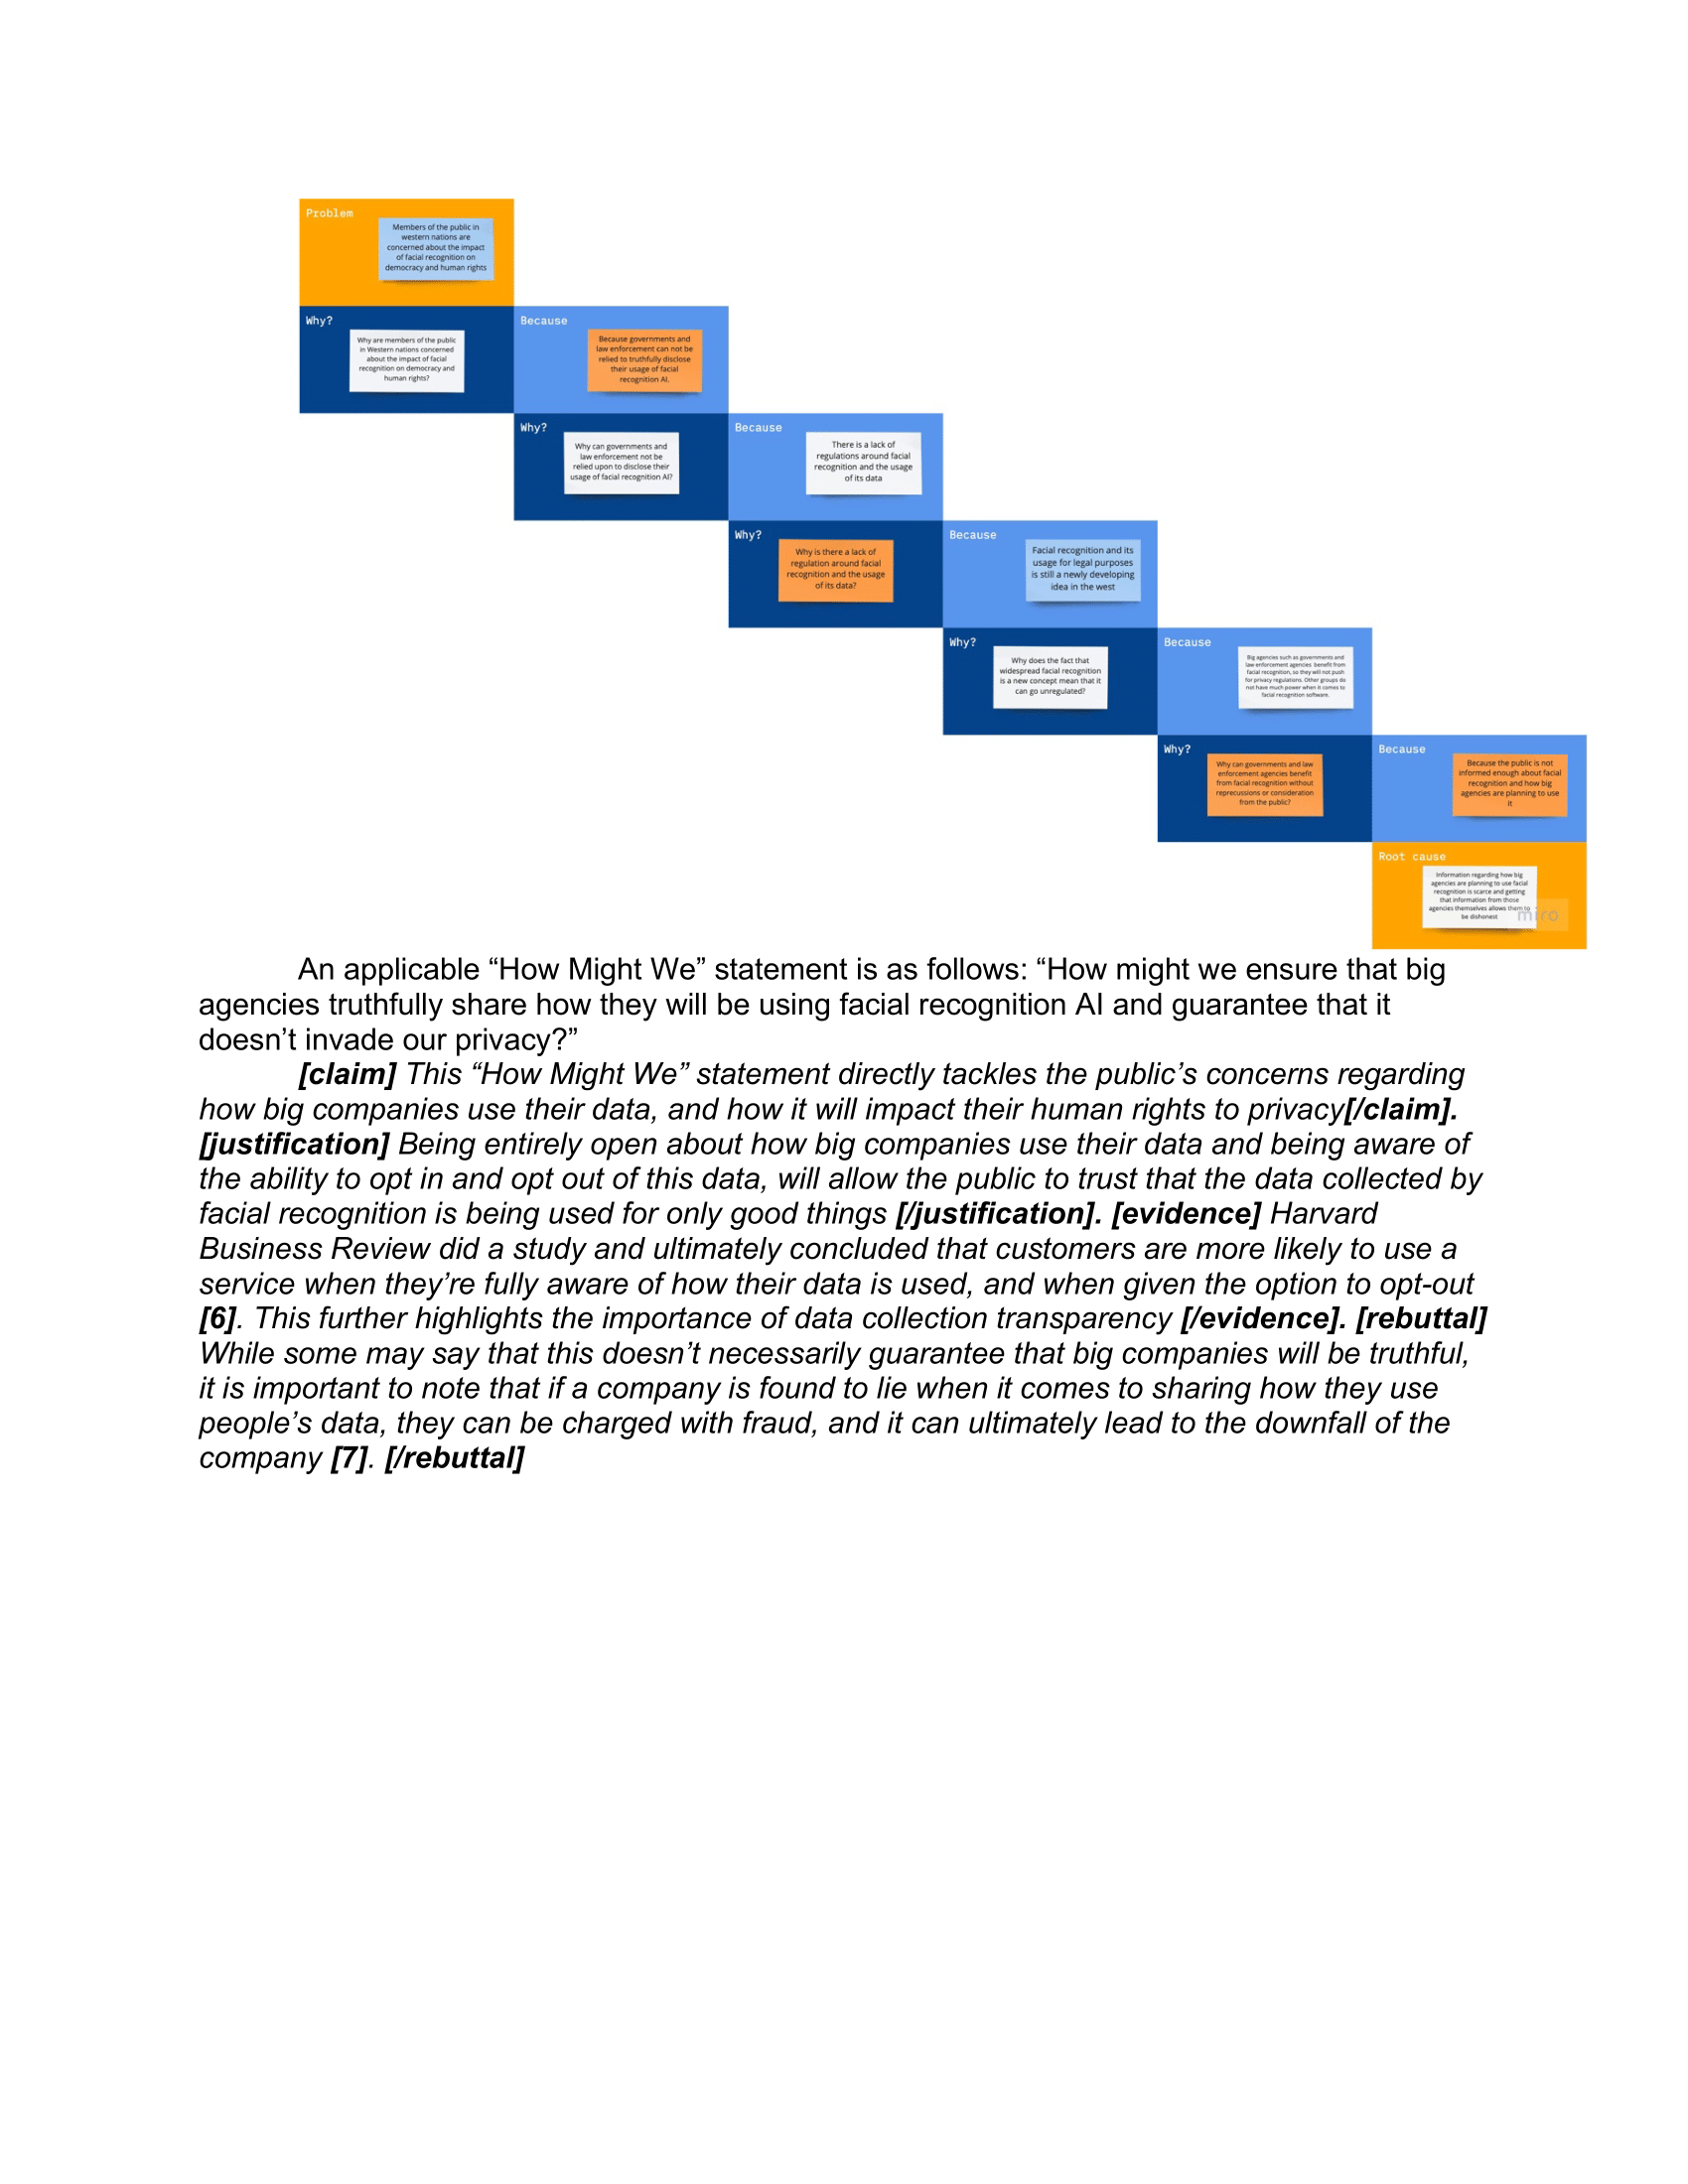 Problem
Members of the public in
western nations are
concerned about the impact
of facial recognition on
democracy and human rights
Why?
Why are members of the public
in Western nations concerned
about the impact of facial
recognition on democracy and
human rights?
Because
Because governments and
law enforcement can not be
relied to truthfully disclose
their usage of facial
recognition AI.
Why?
Why can governments and
law enforcement not be
relied upon to disclose their
usage of facial recognition AI?
Because
There is a lack of
regulations around facial
recognition and the usage
of its data
Why?
Why is there a lack of
regulation around facial
recognition and the usage
of its data?
Because
Facial recognition and its
usage for legal purposes
is still a newly developing
idea in the west
Why?
Why does the fact that
widespread facial recognition
is a new concept mean that it
can go unregulated?
Because
Big agencies such as governments and
law enforcement agencies benefit from
facial recognition, so they will not push
for privacy regulations. Other groups do
not have much power when it comes to
facial recognition software.
Why?
Why can governments and law
enforcement agencies benefit
from facial recognition without
reprecussions or consideration
from the public?
Because
Because the public is not
informed enough about facial
recognition and how big
agencies are planning to use
it
Root cause
Information regarding how big
agencies are planning to use facial
recognition is scarce and getting
that information from those
agencies themselves allows them to
be dishonest
miro
An applicable “How Might We” statement is as follows: “How might we ensure that big
agencies truthfully share how they will be using facial recognition AI and guarantee that it
doesn’t invade our privacy?”
[claim] This “How Might We” statement directly tackles the public’s concerns regarding
how big companies use their data, and how it will impact their human rights to privacy[/claim].
[justification] Being entirely open about how big companies use their data and being aware of
the ability to opt in and opt out of this data, will allow the public to trust that the data collected by
facial recognition is being used for only good things [/justification]. [evidence] Harvard
Business Review did a study and ultimately concluded that customers are more likely to use a
service when they’re fully aware of how their data is used, and when given the option to opt-out
[6]. This further highlights the importance of data collection transparency [/evidence]. [rebuttal]
While some may say that this doesn’t necessarily guarantee that big companies will be truthful,
it is important to note that if a company is found to lie when it comes to sharing how they use
people’s data, they can be charged with fraud, and it can ultimately lead to the downfall of the
company [7]. [/rebuttal]